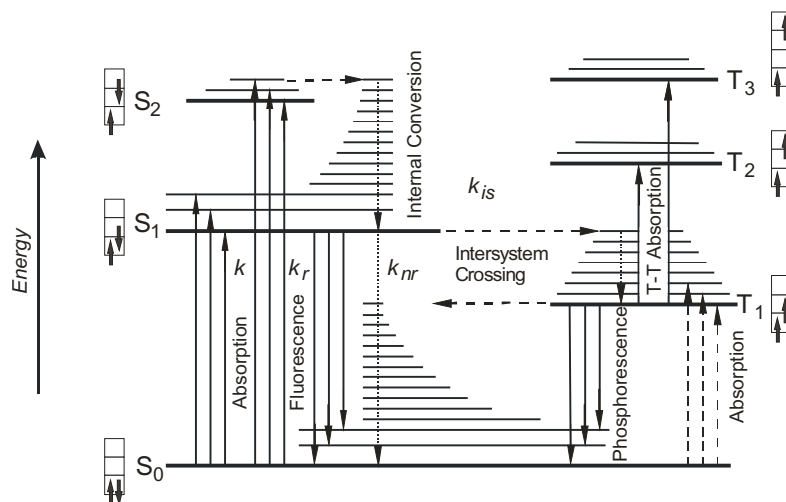 T3
S2
Internal Conversion
T2
kis
S1
T-T Absorption
Energy
k
kr
knr
Intersystem
Crossing
T1
Absorption
Fluorescence
Phosphorescence
Absorption
S0